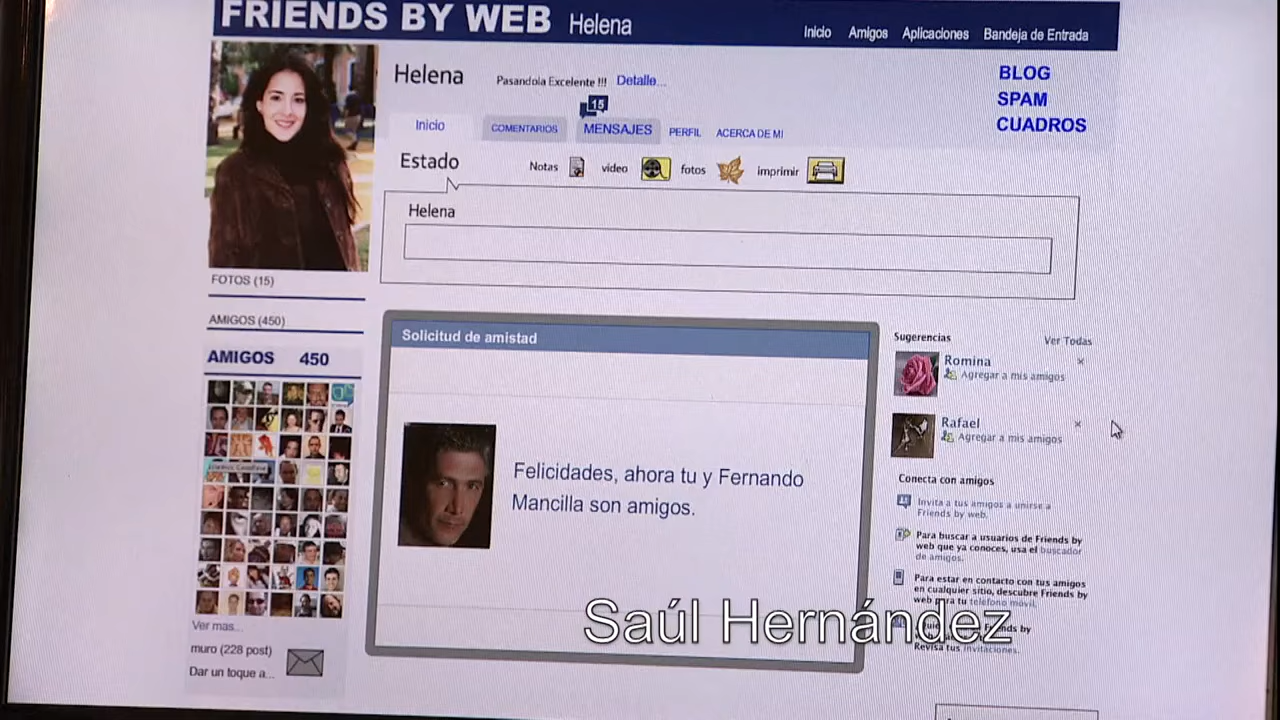 FRIENDS BY WEB Helena
Inicio Amigos Aplicaciones Bandeja de Entrada
Helena Pasandola Excelente !!! Detalle...
BLOG
SPAM
CUADROS
15
Inicio COMENTARIOS MENSAJES PERFIL ACERCA DE MI
Estado Notas video fotos imprimir
Helena
FOTOS (15)
AMIGOS (450)
AMIGOS 450
Ver mas...
muro (228 post)
Dar un toque a...
Solicitud de amistad
Felicidades, ahora tu y Fernando
Mancilla son amigos.
Sugerencias Ver Todas
Romina
Agregar a mis amigos
Rafael
Agregar a mis amigos
Conecta con amigos
Invita a tus amigos a unirse a
Friends by web.
Para buscar a usuarios de Friends by
web que ya conoces, usa el buscador
de amigos.
Para estar en contacto con tus amigos
en cualquier sitio, descubre Friends by
web para tu teléfono móvil.
by
Revisa tus invitaciones.
Saúl Hernández